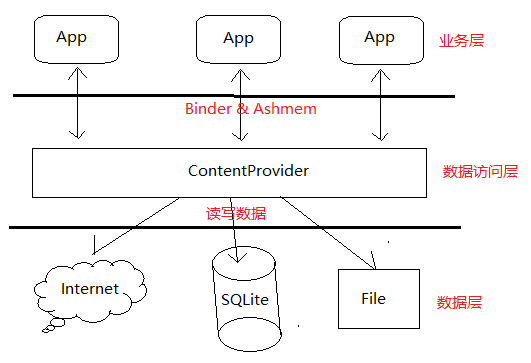 App
App
App
业务层
Binder & Ashmem
ContentProvider
数据访问层
读写数据
Internet
SQLite
File
数据层